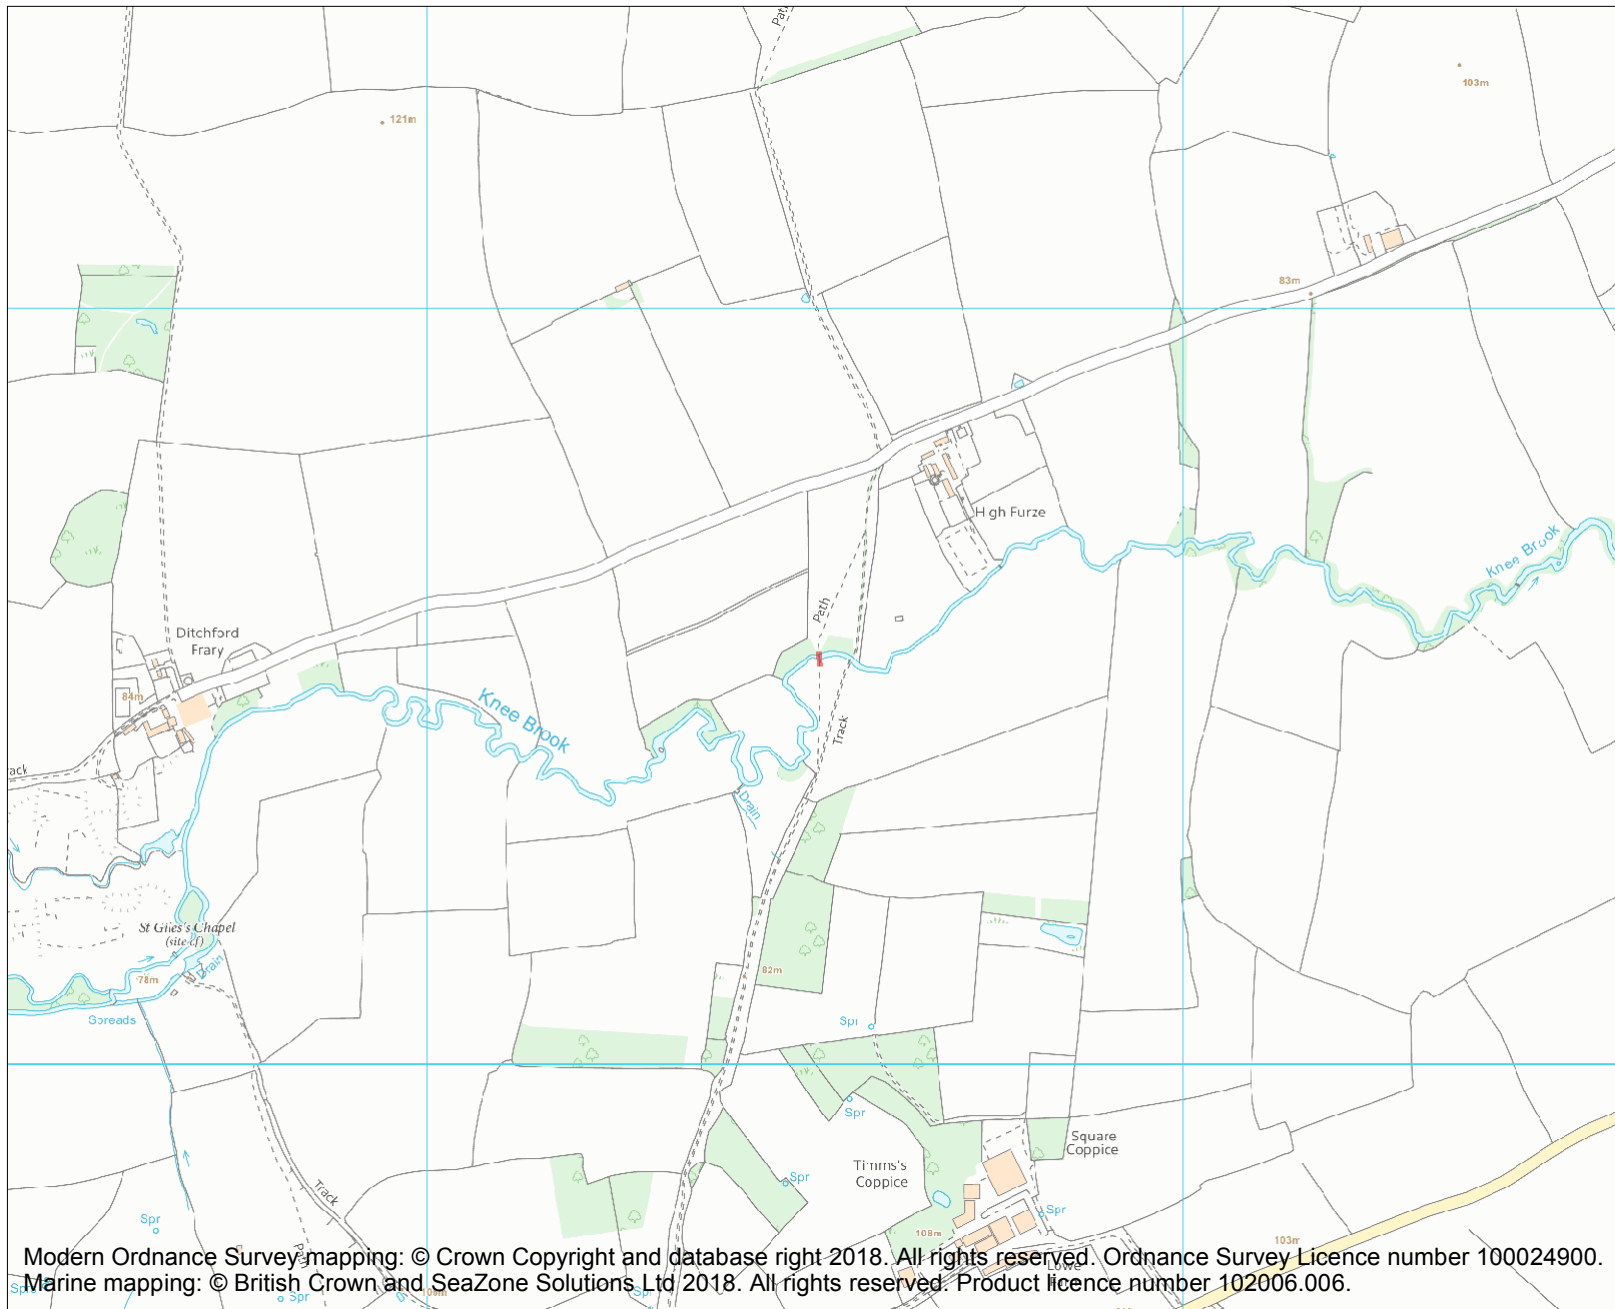 Path
103m
121m
83m
High Furze
Knee Brook
Path
Ditchford
Frary
84m
Knee Brook
Track
Drain
St Giles's Chapel
(site of)
Drain
78m
82m
Spreads
Spr
Spr
Square
Coppice
Timms's
Coppice
Spr
Track
Spr
Spr
108m
103m
Path
Modern Ordnance Survey mapping: © Crown Copyright and database right 2018. All rights reserved. Ordnance Survey Licence number 100024900.
Marine mapping: © British Crown and SeaZone Solutions Ltd 2018. All rights reserved. Product licence number 102006.006.
Spr